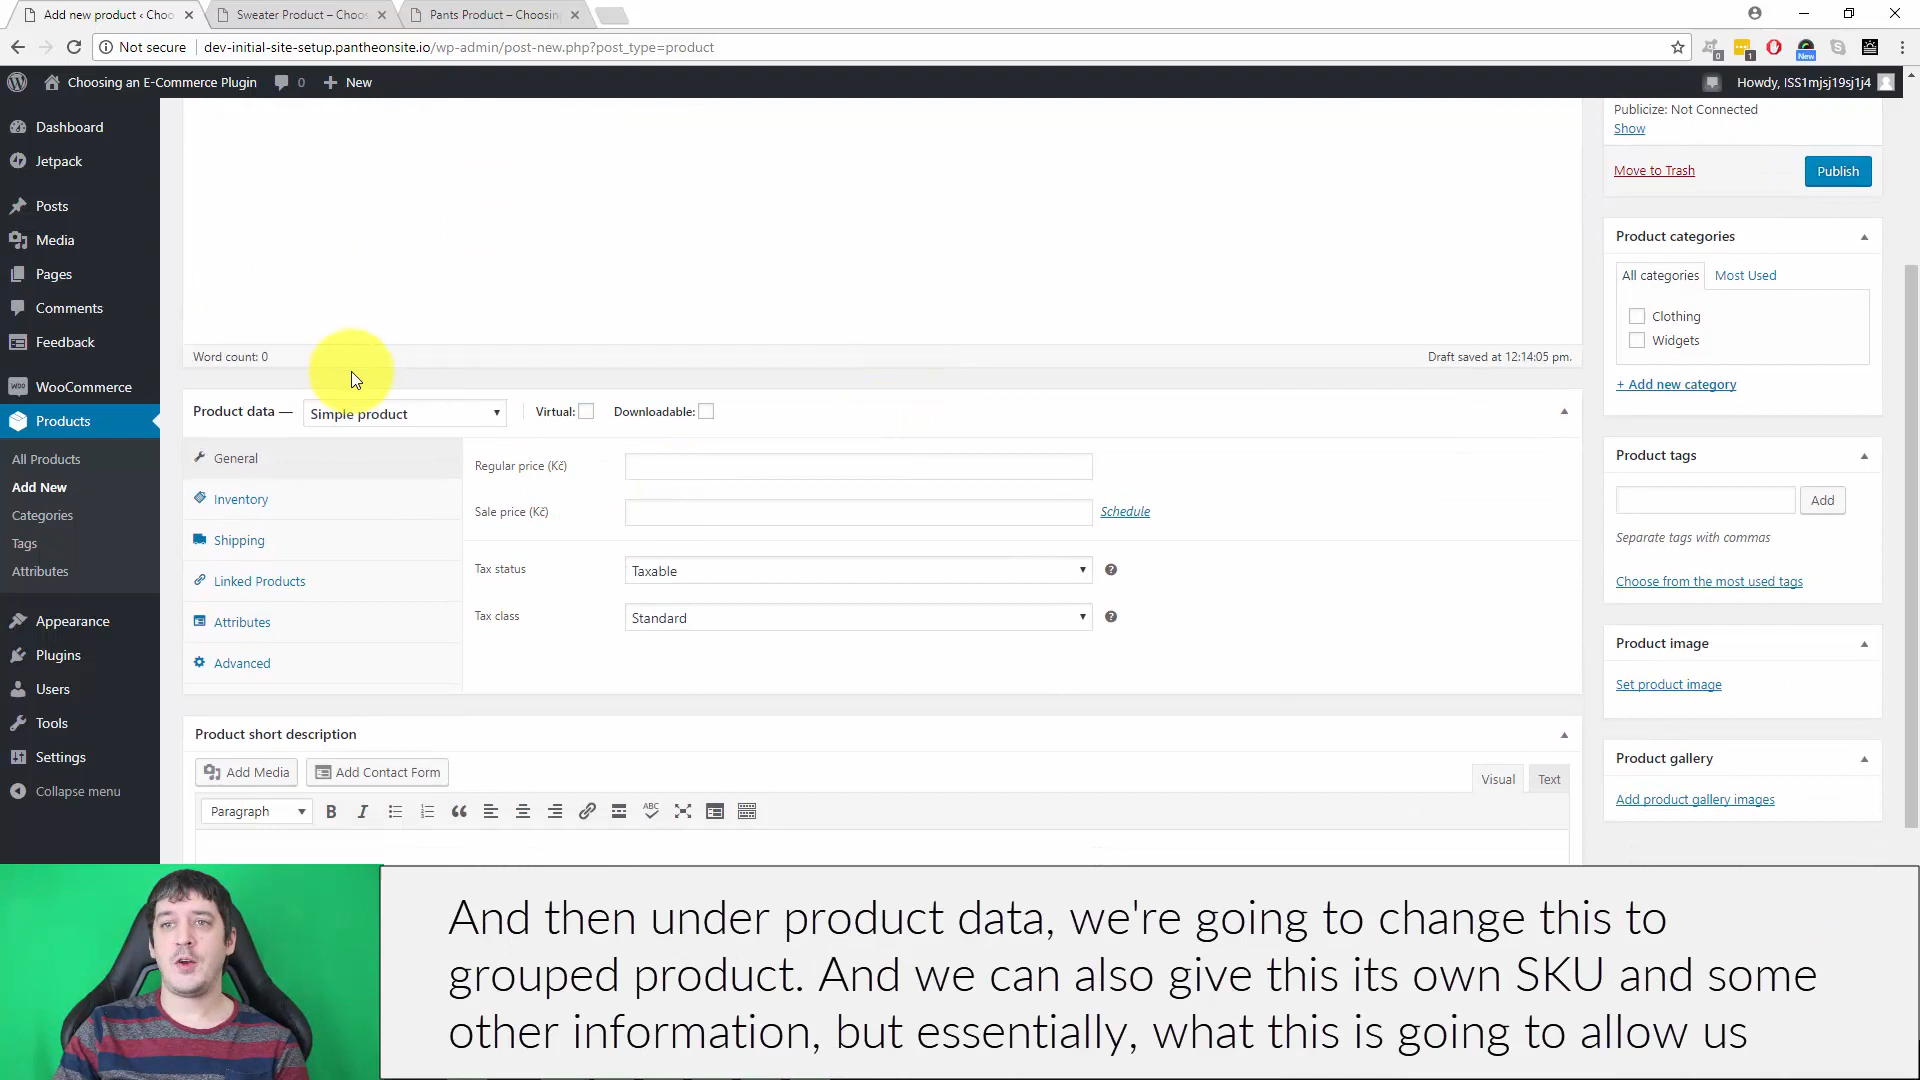 Add new product ‹ Choo
Sweater Product – Choos
Pants Product – Choosing
Not secure
dev-initial-site-setup.pantheonsite.io/wp-admin/post-new.php?post_type=product
0
1
New
Choosing an E-Commerce Plugin
0
New
Howdy, ISS1mjsj19sj1j4
Dashboard
Jetpack
Posts
Media
Pages
Comments
Feedback
WooCommerce
Products
All Products
Add New
Categories
Tags
Attributes
Appearance
Plugins
Users
Tools
Settings
Collapse menu
Word count: 0
Draft saved at 12:14:05 pm.
Product data —
Simple product
Virtual:
Downloadable:
General
Inventory
Shipping
Linked Products
Attributes
Advanced
Regular price (Kč)
Sale price (Kč)
Schedule
Tax status
Taxable
Tax class
Standard
Product short description
Add Media
Add Contact Form
Visual
Text
Paragraph
B
I
ABC
Publicize: Not Connected
Show
Move to Trash
Publish
Product categories
All categories
Most Used
Clothing
Widgets
+ Add new category
Product tags
Add
Separate tags with commas
Choose from the most used tags
Product image
Set product image
Product gallery
Add product gallery images
And then under product data, we're going to change this to
grouped product. And we can also give this its own SKU and some
other information, but essentially, what this is going to allow us